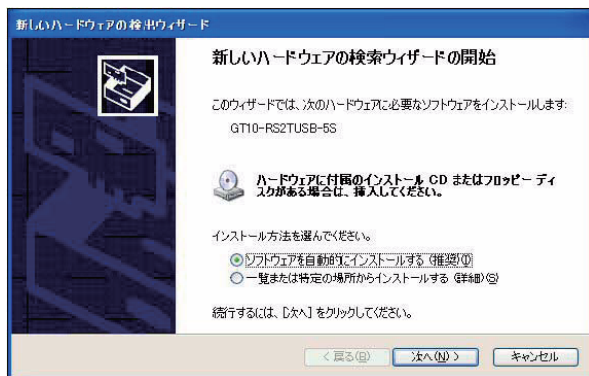 新しいハードウェアの検出ウィザード
新しいハードウェアの検索ウィザードの開始
このウィザードでは、次のハードウェアに必要なソフトウェアをインストールします:
GT10-RS2TUSB-5S
ハードウェアに付属のインストール CD またはフロッピー ディ
スクがある場合は、挿入してください。
インストール方法を選んでください。
ソフトウェアを自動的にインストールする (推奨)(I)
一覧または特定の場所からインストールする (詳細)(S)
続行するには、[次へ] をクリックしてください。
< 戻る(B)
次へ(N) >
キャンセル